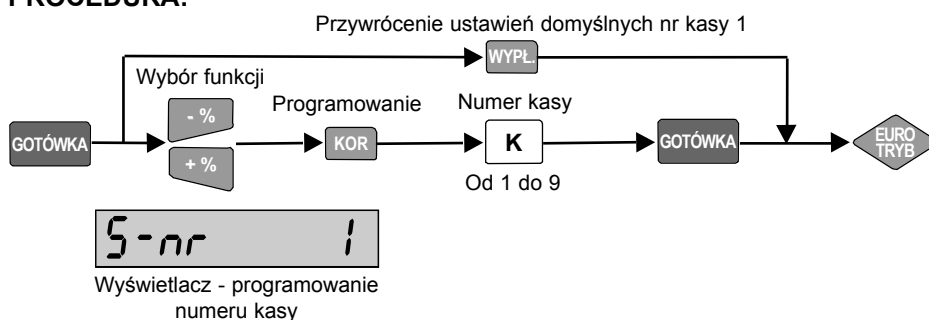 PROCEDURA:
Przywrócenie ustawień domyślnych nr kasy 1
WYPŁ.
Wybór funkcji
- %
Programowanie
Numer kasy
GOTÓWKA
KOR
K
GOTÓWKA
EURO
TRYB
+ %
Od 1 do 9
5-nr 1
Wyświetlacz - programowanie
numeru kasy